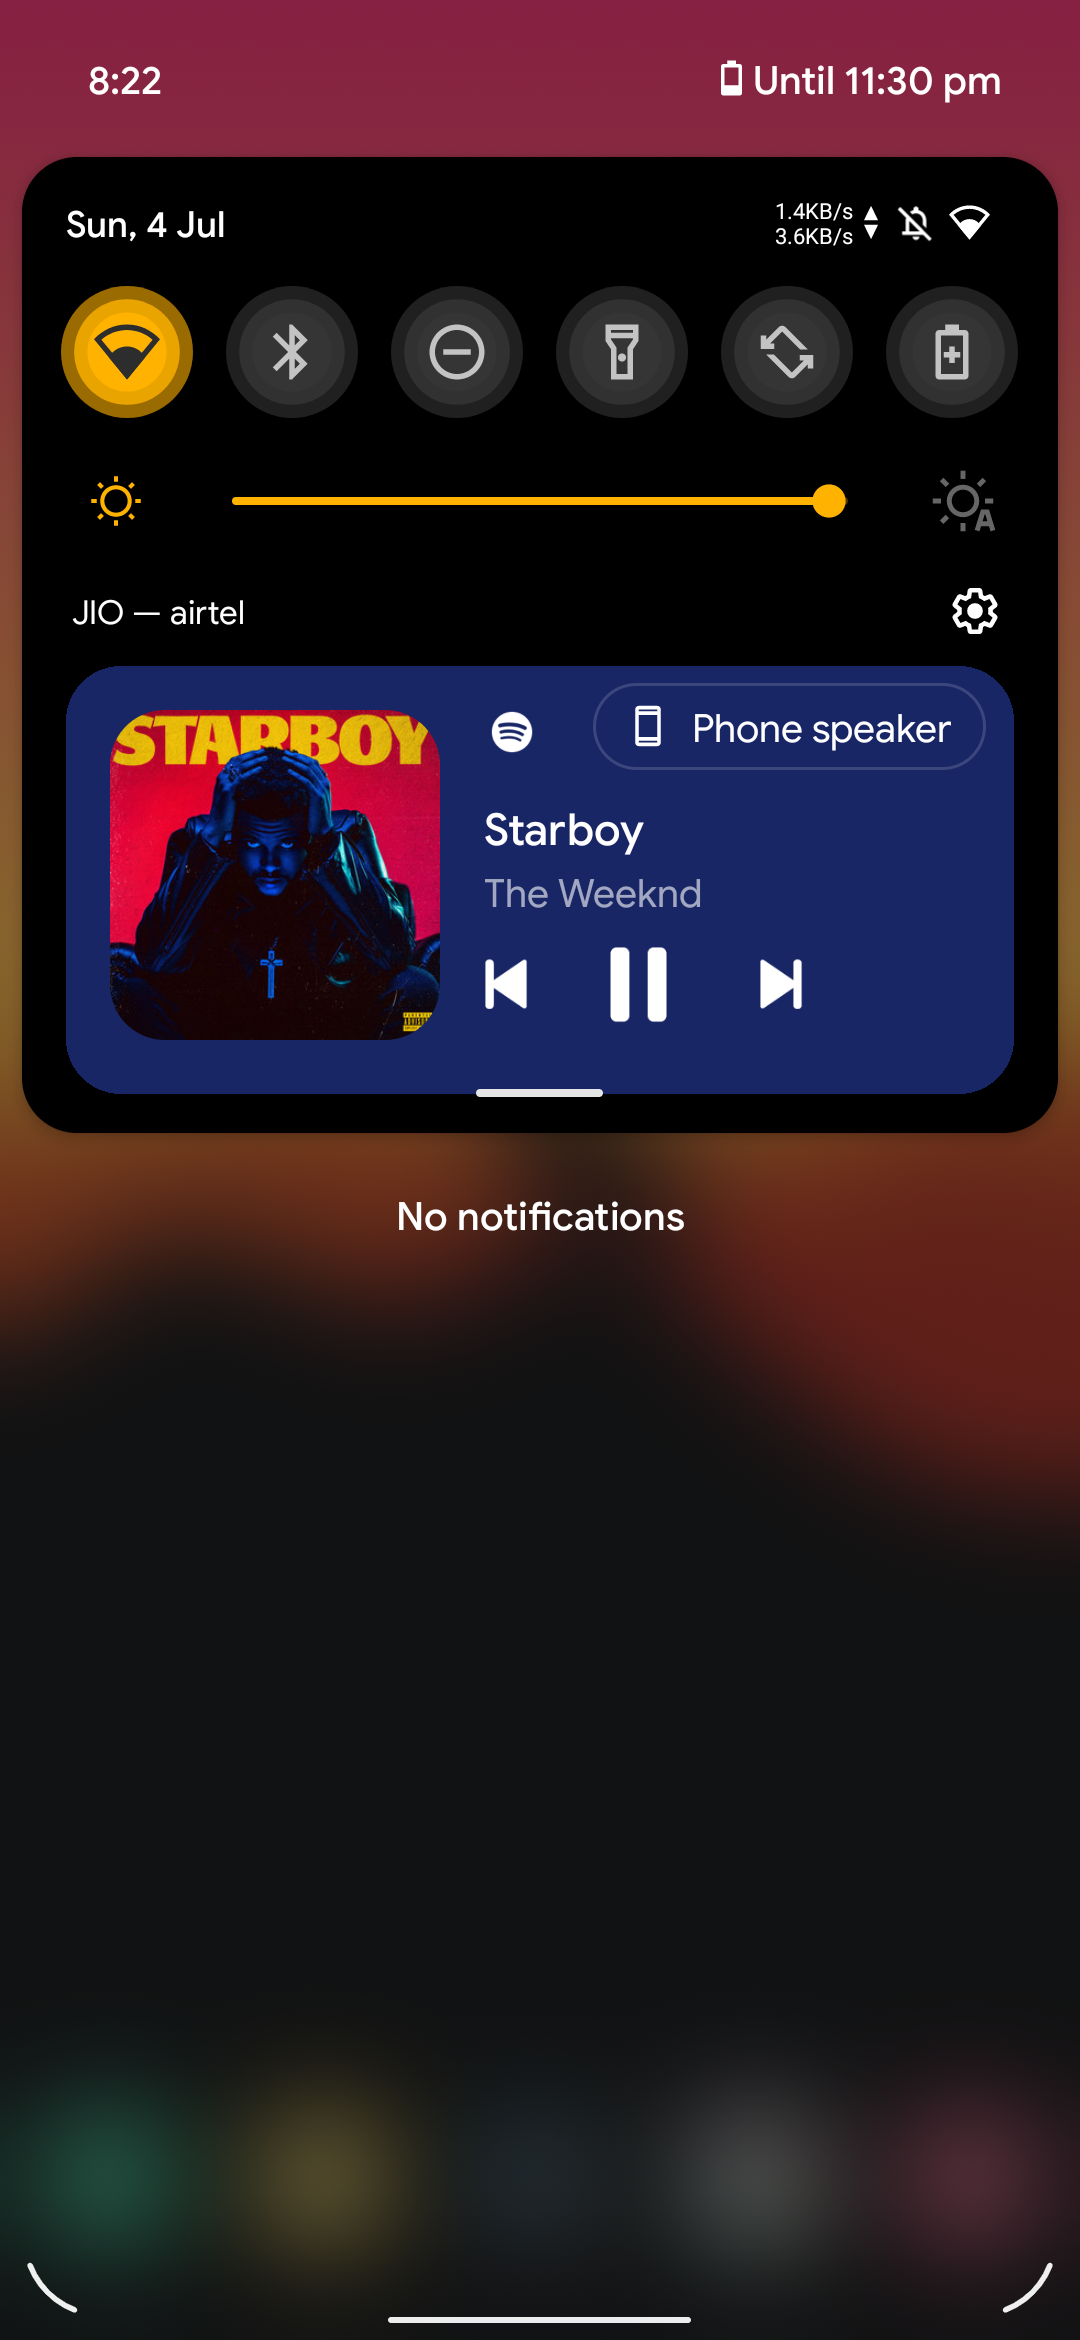 8:22
Until 11:30 pm
Sun, 4 Jul
1.4KB/s
3.6KB/s
A
JIO — airtel
STARBOY
Phone speaker
Starboy
The Weeknd
No notifications